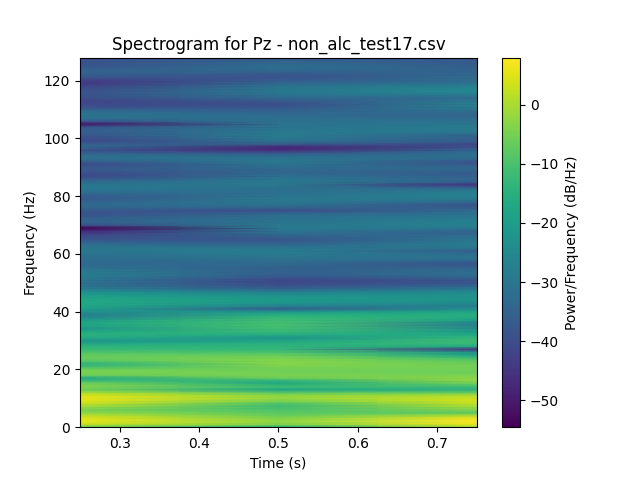 Spectrogram for Pz - non_alc_test17.csv
120
100
80
60
40
20
0
Frequency (Hz)
0.3 0.4 0.5 0.6 0.7
Time (s)
0
−10
−20
−30
−40
−50
Power/Frequency (dB/Hz)